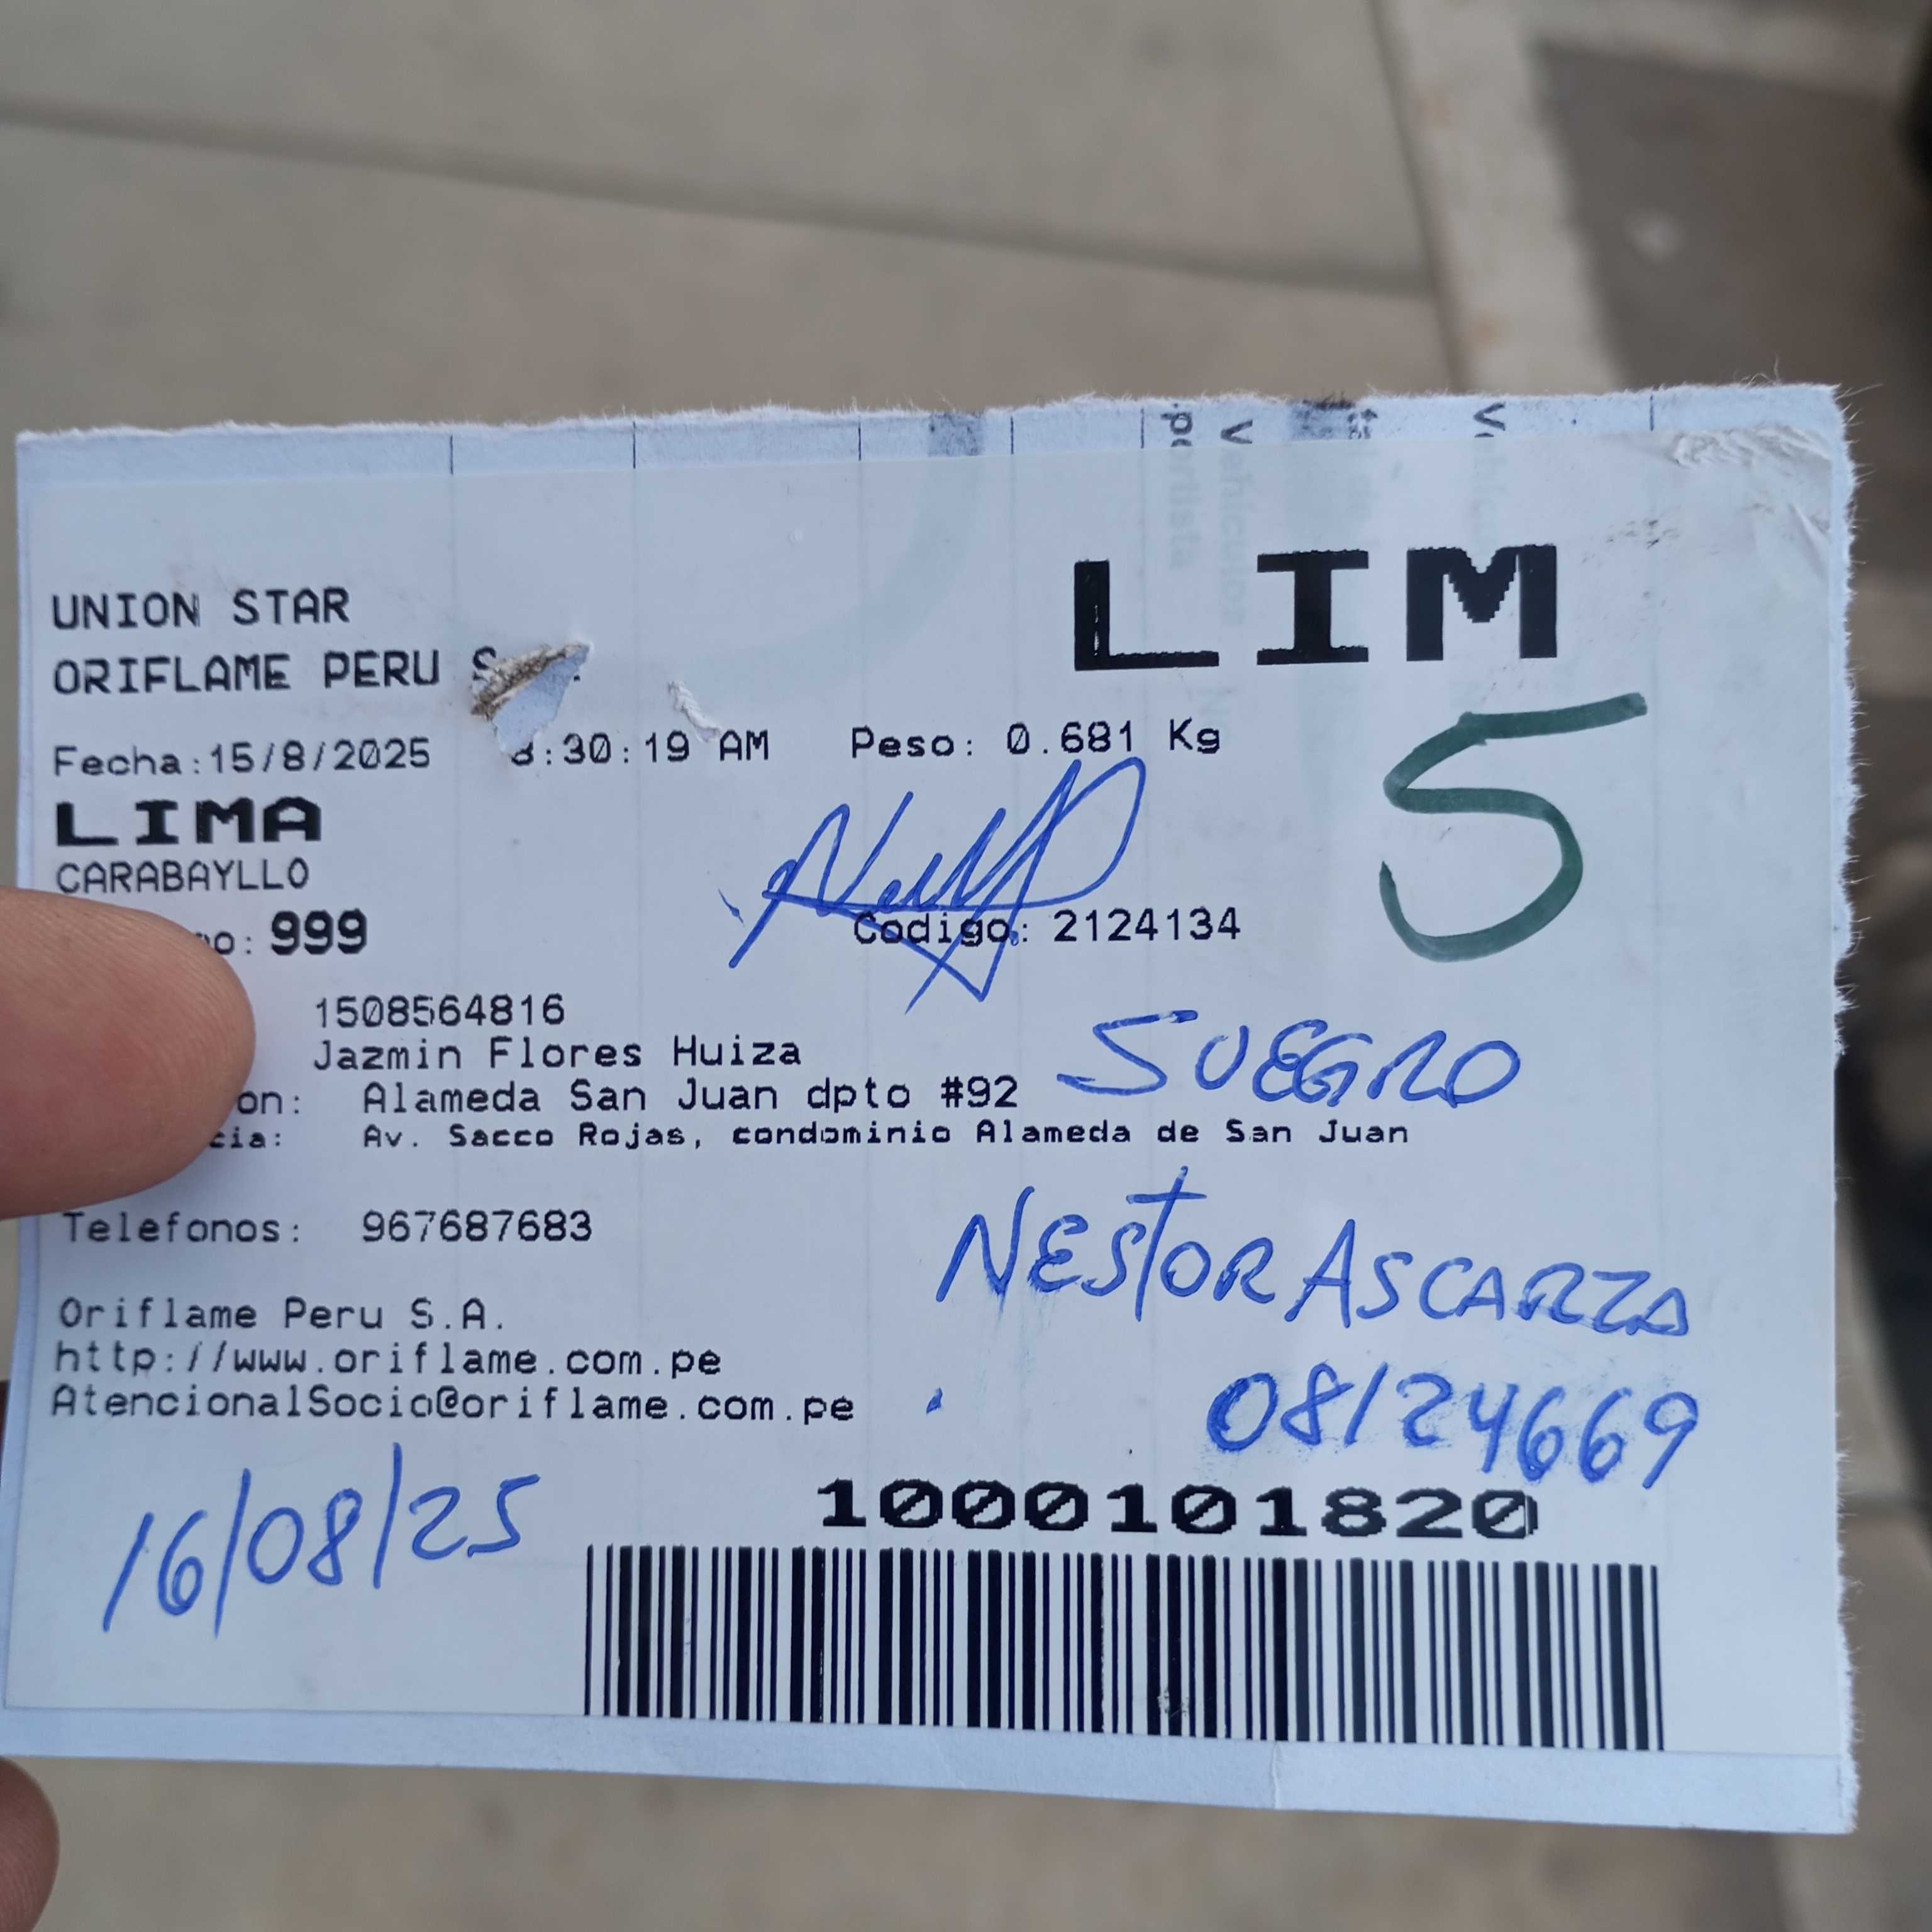 LIM
UNION STAR
ORIFLAME PERU S
5
Fecha:15/8/2025 :30:19 AM Peso: 0.681 Kg
LIMA
CARABAYLLO
999 Codigo: 2124134
1508564816
Jazmin Flores Huiza
SUEGRO
Alameda San Juan dpto #92
Av. Sacco Rojas, condominio Alameda de San Juan
Telefonos: 967687683
NESTOR ASCARZA
Oriflame Peru S.A.
http://www.oriflame.com.pe
AtencionalSocio@oriflame.com.pe
08124669
16/08/25
1000101820